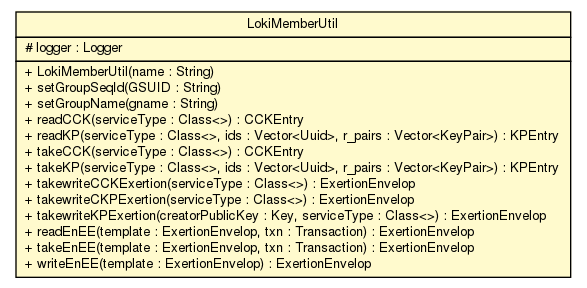 LokiMemberUtil
# logger : Logger
+ LokiMemberUtil(name : String)
+ setGroupSeqId(GSUID : String)
+ setGroupName(gname : String)
+ readCCK(serviceType : Class<>) : CCKEntry
+ readKP(serviceType : Class<>, ids : Vector<Uuid>, r_pairs : Vector<KeyPair>) : KPEntry
+ takeCCK(serviceType : Class<>) : CCKEntry
+ takeKP(serviceType : Class<>, ids : Vector<Uuid>, r_pairs : Vector<KeyPair>) : KPEntry
+ takewriteCCKExertion(serviceType : Class<>) : ExertionEnvelop
+ takewriteCKPExertion(serviceType : Class<>) : ExertionEnvelop
+ takewriteKPExertion(creatorPublicKey : Key, serviceType : Class<>) : ExertionEnvelop
+ readEnEE(template : ExertionEnvelop, txn : Transaction) : ExertionEnvelop
+ takeEnEE(template : ExertionEnvelop, txn : Transaction) : ExertionEnvelop
+ writeEnEE(template : ExertionEnvelop) : ExertionEnvelop